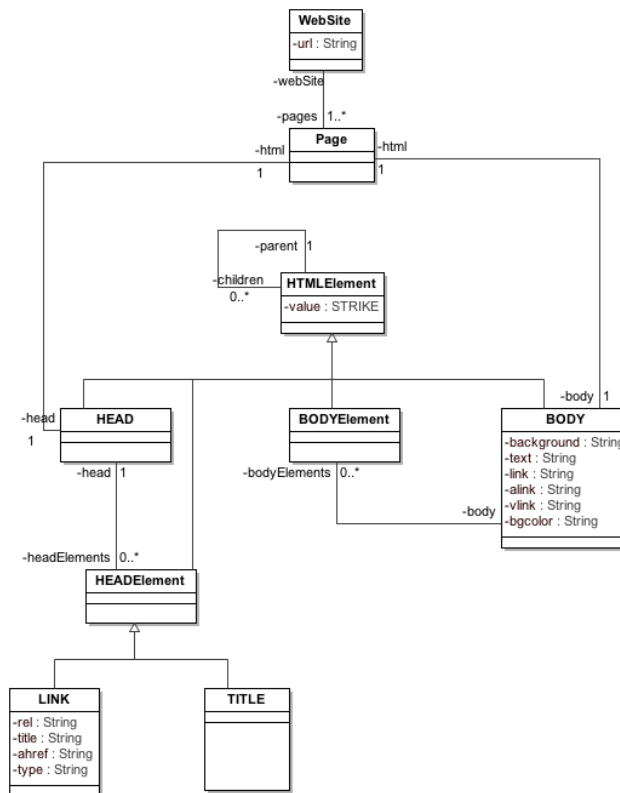 WebSite
-url : String
-webSite
-pages 1..*
Page
-html
1
-html
1
-parent 1
-children
0..*
HTMLElement
-value : STRIKE
-head
1
HEAD
BODYElement
-body 1
BODY
-background : String
-text : String
-link : String
-alink : String
-vlink : String
-bgcolor : String
-head 1
-bodyElements 0..*
-body
-headElements 0..*
HEADElement
LINK
-rel : String
-title : String
-ahref : String
-type : String
TITLE